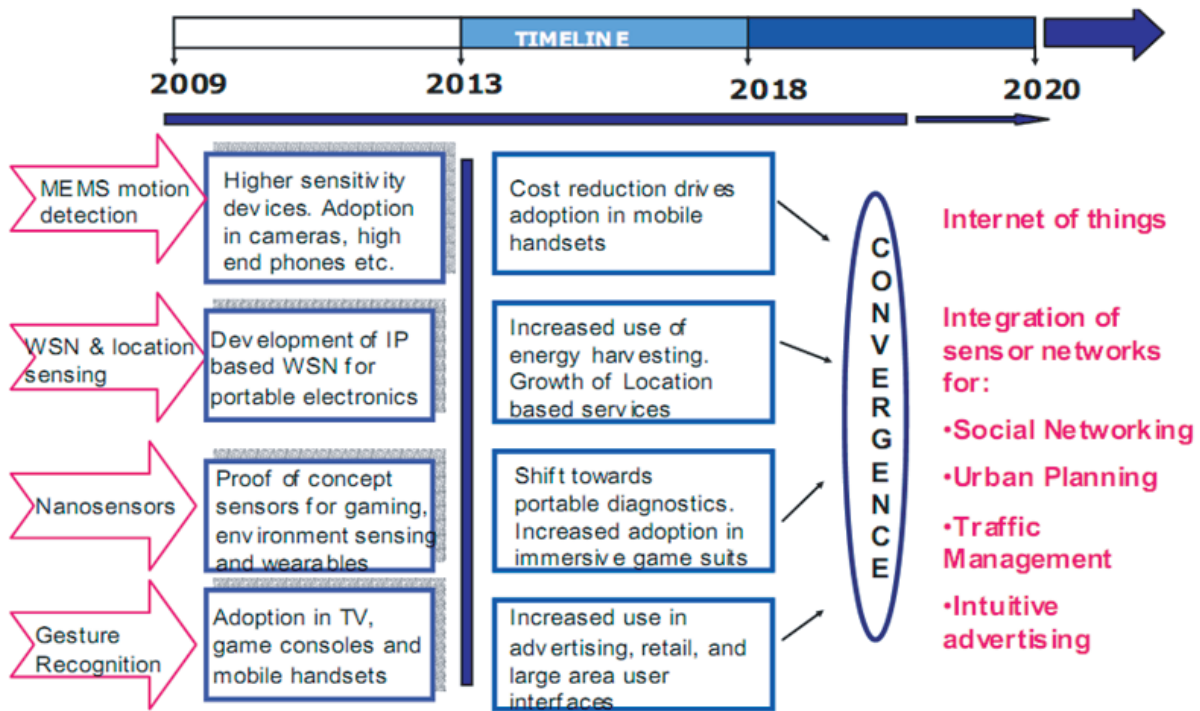 TIMELINE
2009
2013
2018
2020
MEMS motion
detection
Higher sensitivity
devices. Adoption
in cameras, high
end phones etc.
Cost reduction drives
adoption in mobile
handsets
WSN & location
sensing
Development of IP
based WSN for
portable electronics
Increased use of
energy harvesting.
Growth of Location
based services
Nanosensors
Proof of concept
sensors for gaming,
environment sensing
and wearables
Shift towards
portable diagnostics.
Increased adoption in
immersive game suits
Gesture
Recognition
Adoption in TV,
game consoles and
mobile handsets
Increased use in
advertising, retail, and
large area user
interfaces
CONVERGENCE
Internet of things
Integration of
sensor networks
for:
•Social Networking
•Urban Planning
•Traffic
Management
•Intuitive
advertising